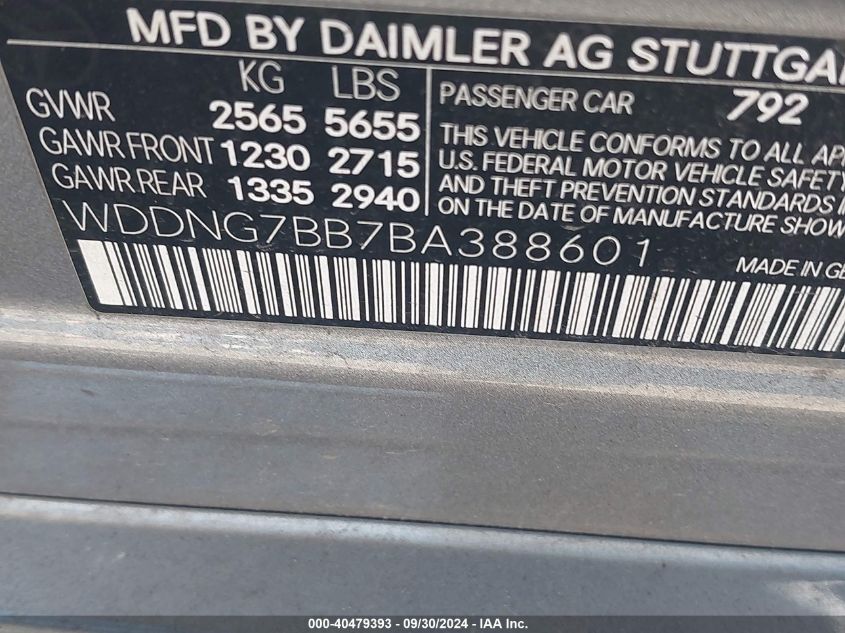 MFD BY DAIMLER AG STUTTGA
KG LBS
GVWR 2565 5655
GAWR FRONT 1230 2715
GAWR REAR 1335 2940
PASSENGER CAR 792
THIS VEHICLE CONFORMS TO ALL AP
U.S. FEDERAL MOTOR VEHICLE SAFETY
AND THEFT PREVENTION STANDARDS I
ON THE DATE OF MANUFACTURE SHOW
WDDNG7BB7BA388601
MADE IN GE
000-40479393 - 09/30/2024 - IAA Inc.